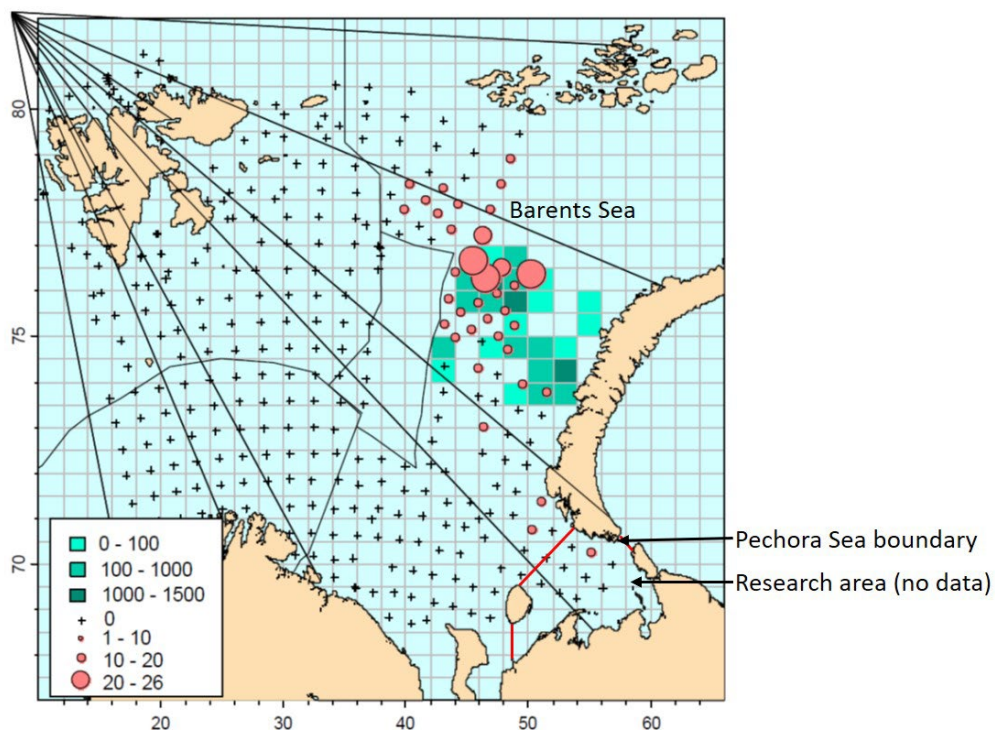 80
Barents Sea
75
0 - 100
100 - 1000
1000 - 1500
0
1 - 10
10 - 20
20 - 26
70
Pechora Sea boundary
Research area (no data)
20
30
40
50
60